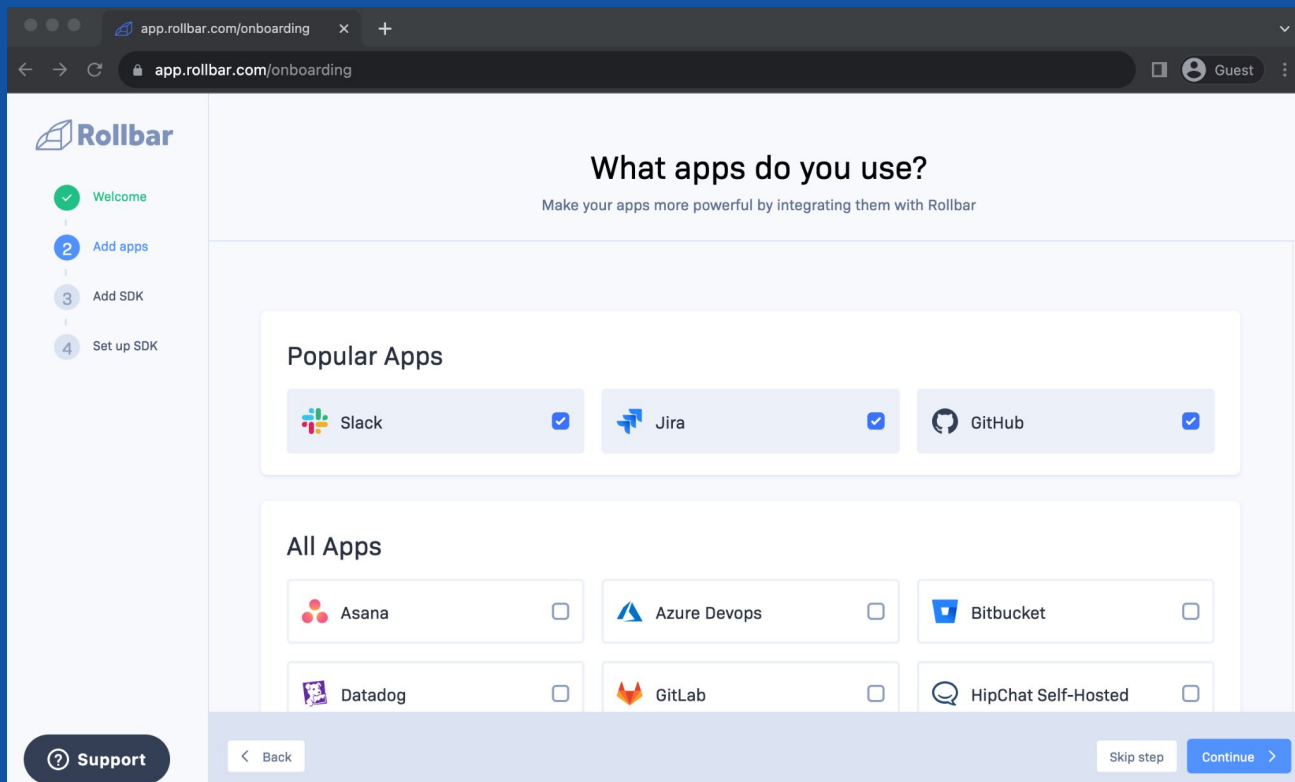 app.rollbar.com/onboarding
app.rollbar.com/onboarding
Guest
Rollbar
Welcome
2 Add apps
3 Add SDK
4 Set up SDK
What apps do you use?
Make your apps more powerful by integrating them with Rollbar
Popular Apps
Slack Jira GitHub
All Apps
Asana Azure Devops Bitbucket
Datadog GitLab HipChat Self-Hosted
? Support
Back Skip step Continue